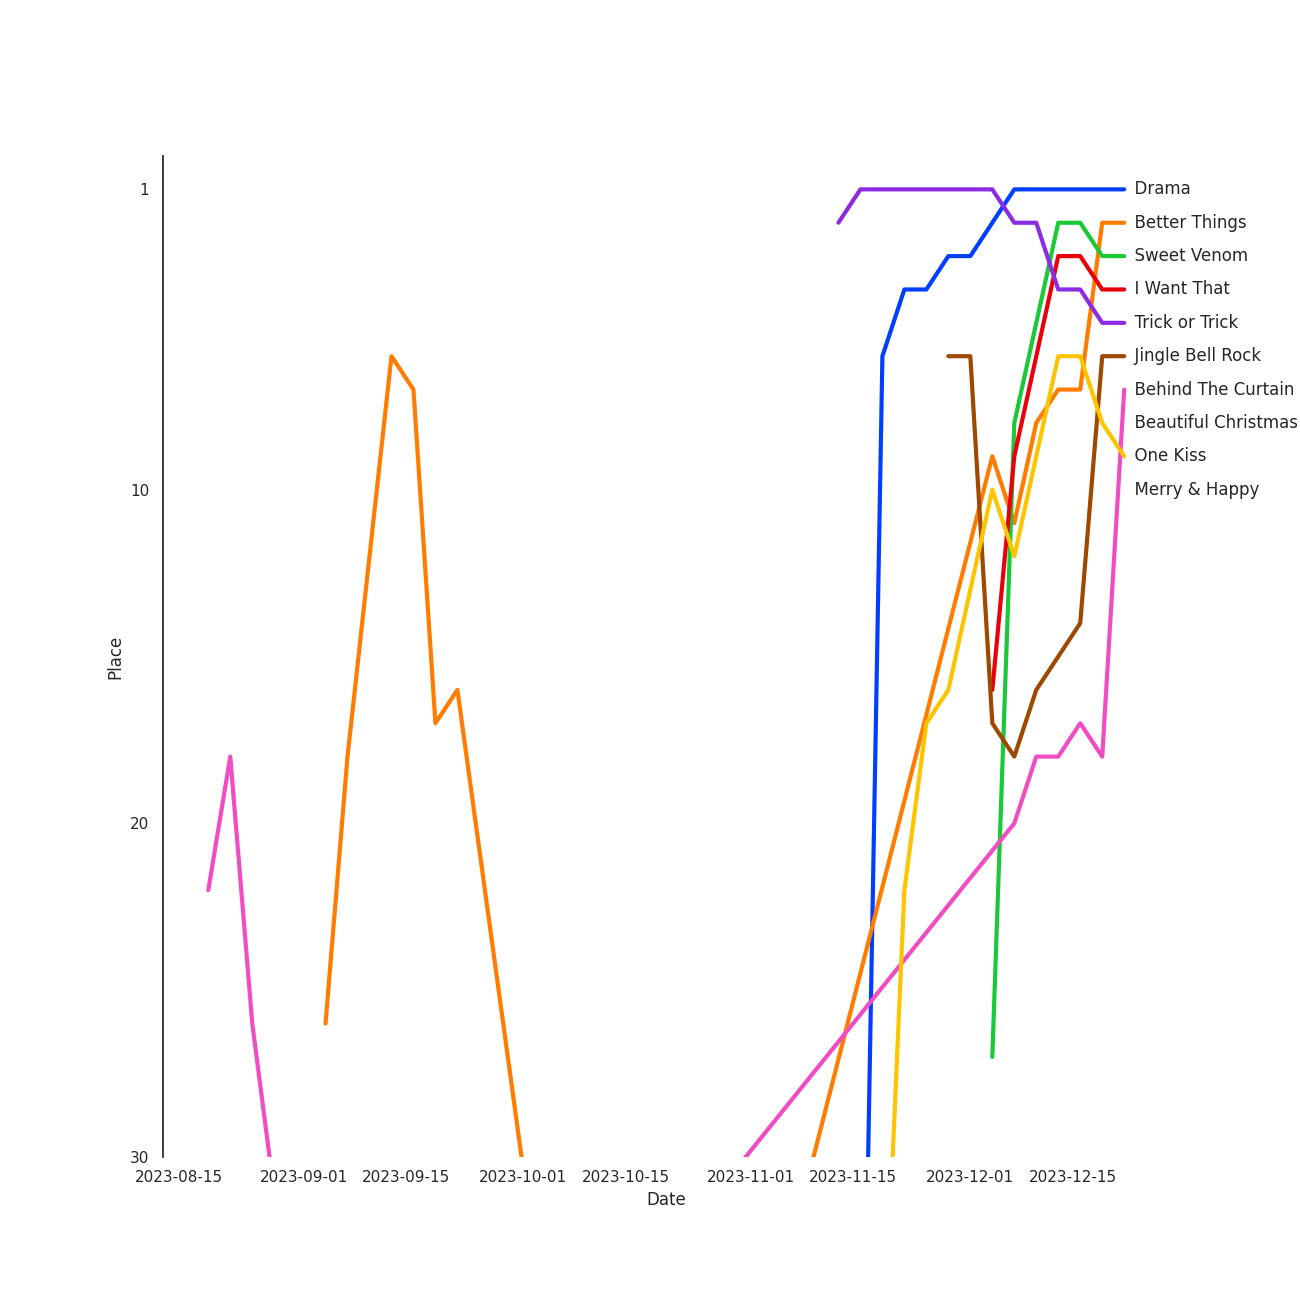 1
10
20
30
Place
2023-08-15
2023-09-01
2023-09-15
2023-10-01
2023-10-15
2023-11-01
2023-11-15
2023-12-01
2023-12-15
Date
Drama
Better Things
Sweet Venom
I Want That
Trick or Trick
Jingle Bell Rock
Behind The Curtain
Beautiful Christmas
One Kiss
Merry & Happy